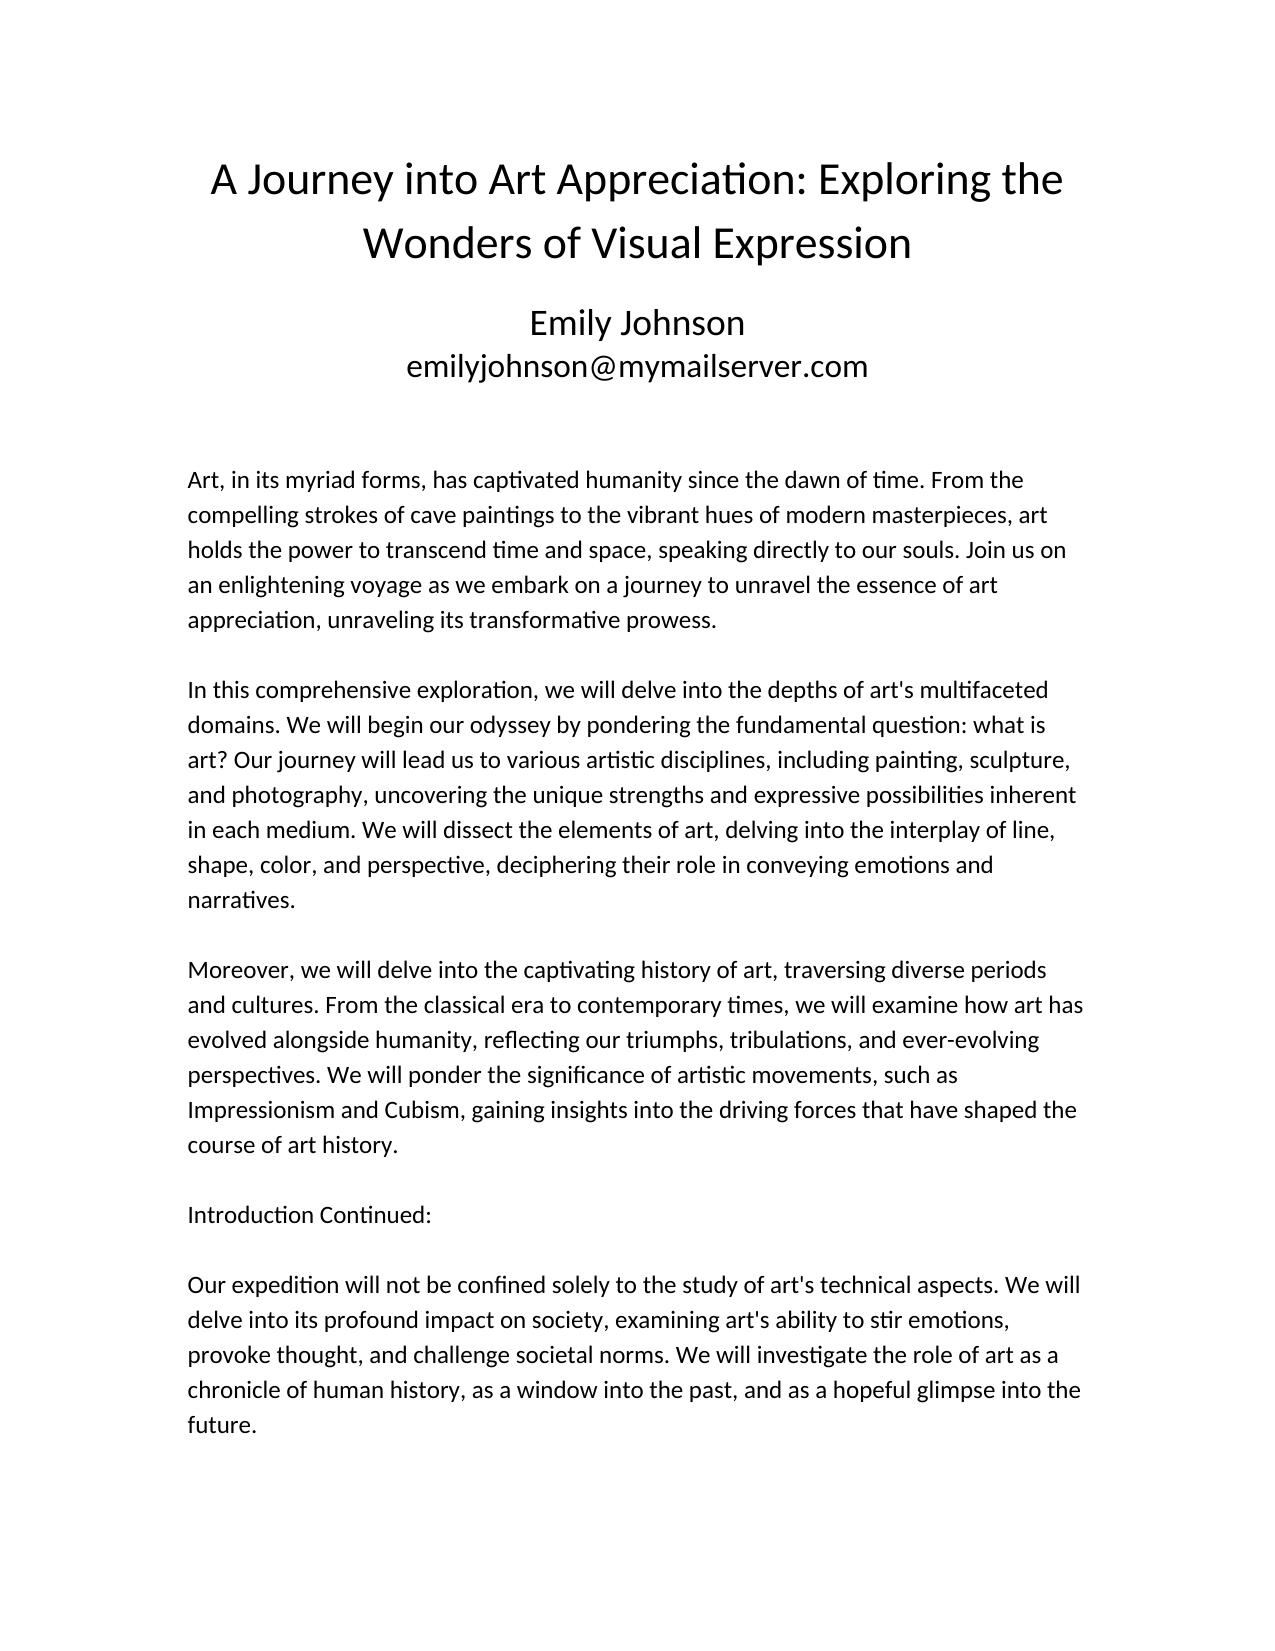 A Journey into Art Appreciation: Exploring the
Wonders of Visual Expression
Emily Johnson
emilyjohnson@mymailserver.com
Art, in its myriad forms, has captivated humanity since the dawn of time. From the
compelling strokes of cave paintings to the vibrant hues of modern masterpieces, art
holds the power to transcend time and space, speaking directly to our souls. Join us on
an enlightening voyage as we embark on a journey to unravel the essence of art
appreciation, unraveling its transformative prowess.
In this comprehensive exploration, we will delve into the depths of art's multifaceted
domains. We will begin our odyssey by pondering the fundamental question: what is
art? Our journey will lead us to various artistic disciplines, including painting, sculpture,
and photography, uncovering the unique strengths and expressive possibilities inherent
in each medium. We will dissect the elements of art, delving into the interplay of line,
shape, color, and perspective, deciphering their role in conveying emotions and
narratives.
Moreover, we will delve into the captivating history of art, traversing diverse periods
and cultures. From the classical era to contemporary times, we will examine how art has
evolved alongside humanity, reflecting our triumphs, tribulations, and ever-evolving
perspectives. We will ponder the significance of artistic movements, such as
Impressionism and Cubism, gaining insights into the driving forces that have shaped the
course of art history.
Introduction Continued:
Our expedition will not be confined solely to the study of art's technical aspects. We will
delve into its profound impact on society, examining art's ability to stir emotions,
provoke thought, and challenge societal norms. We will investigate the role of art as a
chronicle of human history, as a window into the past, and as a hopeful glimpse into the
future.